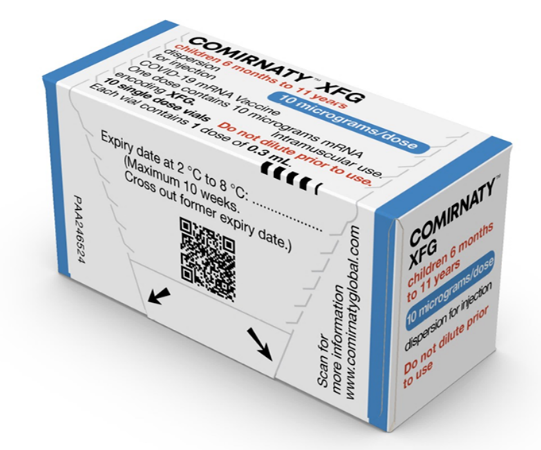 COMIRNATY™ XFG
children 6 months to 11 years
dispersion
for injection
10 micrograms/dose
COVID-19 mRNA Vaccine
One dose contains 10 micrograms mRNA
encoding XFG.
intramuscular use.
10 single dose vials
Do not dilute prior to use.
Each vial contains 1 dose of 0.3 mL.
Expiry date at 2 °C to 8 °C: ................
(Maximum 10 weeks.
Cross out former expiry date.)
PAA246524
Scan for
more information
www.comirnatyglobal.com
COMIRNATY™
XFG
children 6 months
to 11 years
10 micrograms/dose
dispersion for injection
Do not dilute prior
to use